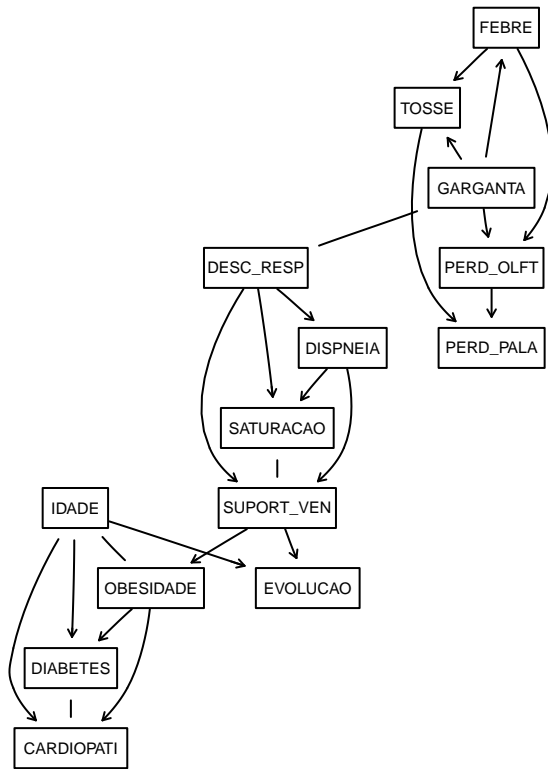 FEBRE
TOSSE
GARGANTA
DESC_RESP
PERD_OLFT
DISPNEIA
PERD_PALA
SATURACAO
IDADE
SUPORT_VEN
OBESIDADE
EVOLUCAO
DIABETES
CARDIOPATI